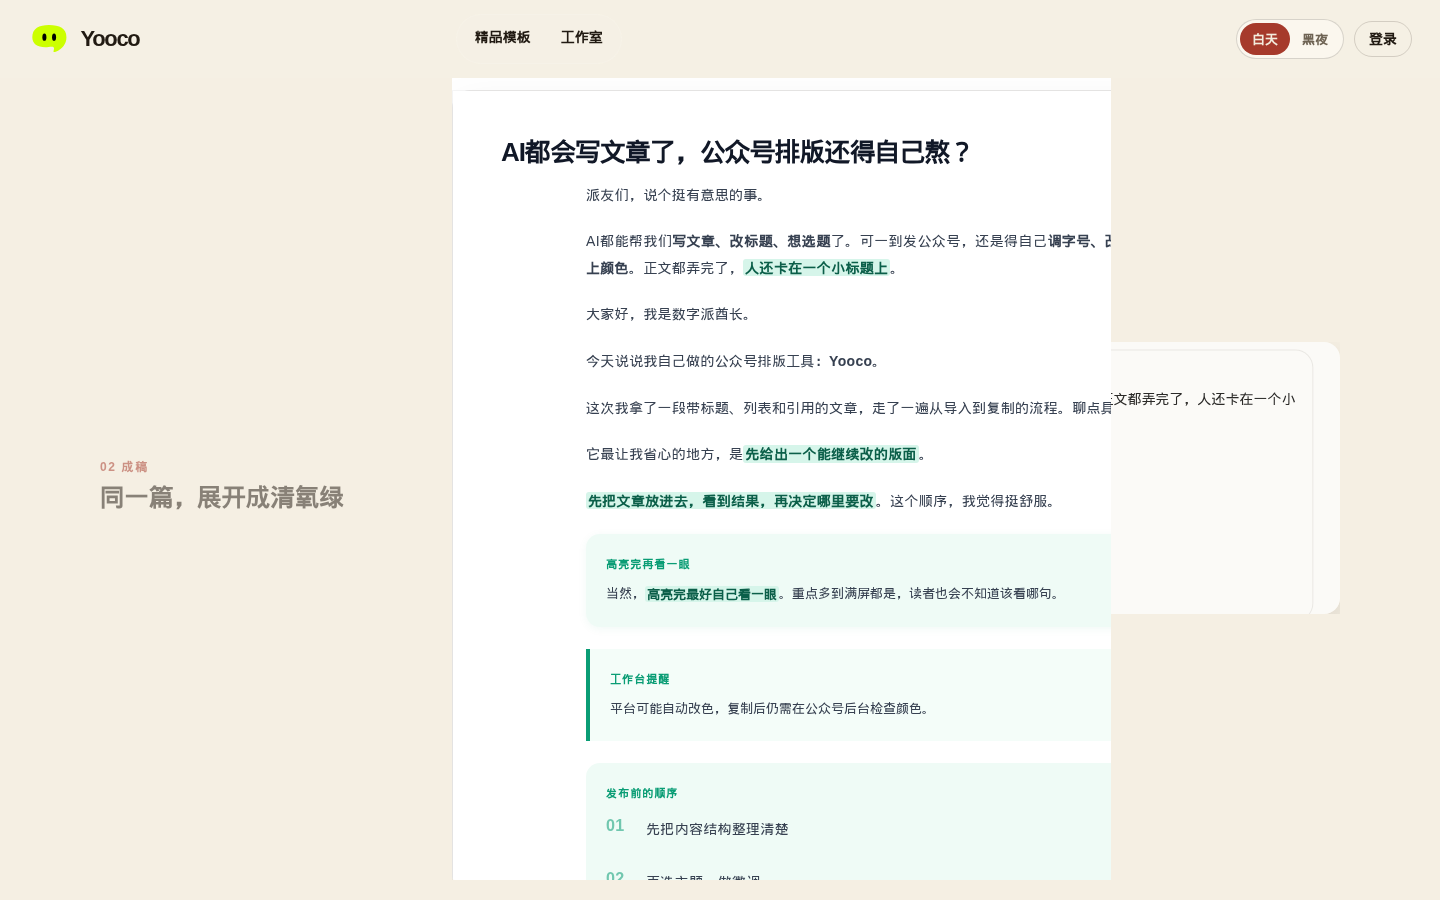 Yooco
精品模板
工作室
白天
黑夜
登录
02 成稿
同一篇，展开成清氧绿
AI都会写文章了，公众号排版还得自己熬？
派友们，说个挺有意思的事。
AI都能帮我们写文章、改标题、想选题了。可一到发公众号，还是得自己调字号、
上颜色。正文都弄完了，人还卡在一个小标题上。
大家好，我是数字派酋长。
今天说说我自己做的公众号排版工具：Yooco。
这次我拿了一段带标题、列表和引用的文章，走了一遍从导入到复制的流程。聊点
它最让我省心的地方，是先给出一个能继续改的版面。
先把文章放进去，看到结果，再决定哪里要改。这个顺序，我觉得挺舒服。
高亮完再看一眼
当然，高亮完最好自己看一眼。重点多到满屏都是，读者也会不知道该看哪句。
工作台提醒
平台可能自动改色，复制后仍需在公众号后台检查颜色。
发布前的顺序
01
先把内容结构整理清楚
02
文都弄完了，人还卡在一个小